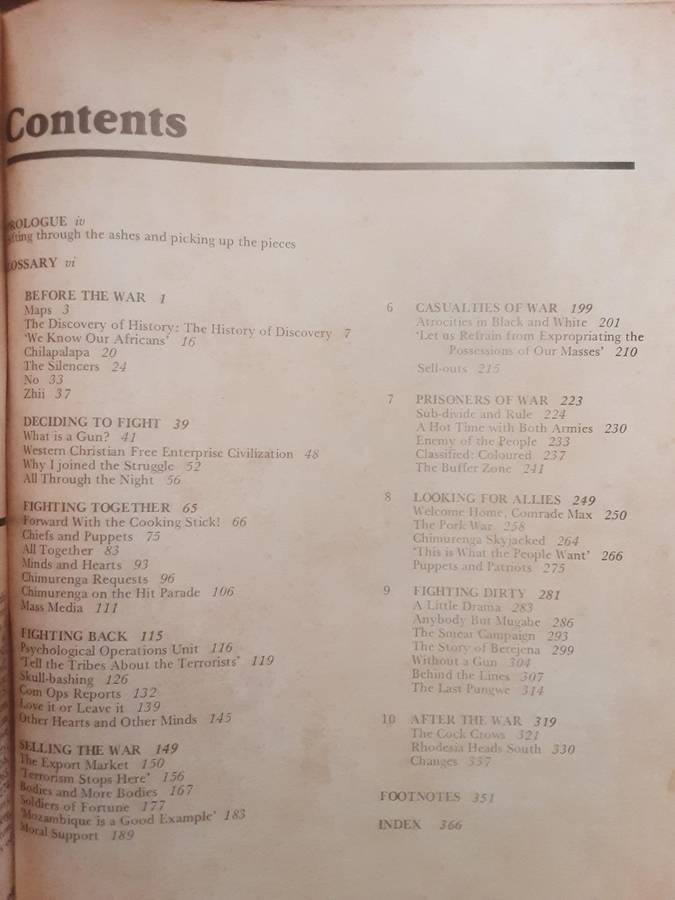 Contents
PROLOGUE iv
through the ashes and picking up the pieces
GLOSSARY vi
BEFORE THE WAR 1
Maps 3
The Discovery of History: The History of Discovery 7
'We Know Our Africans' 16
Chilapalapa 20
The Silencers 24
No 33
Zhii 37
DECIDING TO FIGHT 39
What is a Gun? 41
Western Christian Free Enterprise Civilization 48
Why I joined the Struggle 52
All Through the Night 56
FIGHTING TOGETHER 65
Forward With the Cooking Stick! 66
Chiefs and Puppets 75
All Together 83
Minds and Hearts 93
Chimurenga Requests 96
Chimurenga on the Hit Parade 106
Mass Media 111
FIGHTING BACK 115
Psychological Operations Unit 116
'Tell the Tribes About the Terrorists' 119
Skull-bashing 126
Com Ops Reports 132
Love it or Leave it 139
Other Hearts and Other Minds 145
SELLING THE WAR 149
The Export Market 150
'Terrorism Stops Here' 156
Bodies and More Bodies 167
Soldiers of Fortune 177
'Mozambique is a Good Example' 183
Moral Support 189
6 CASUALTIES OF WAR 199
Atrocities in Black and White 201
'Let us Refrain from Expropriating the
Possessions of Our Masses' 210
Sell-outs 215
7 PRISONERS OF WAR 223
Sub-divide and Rule 224
A Hot Time with Both Armies 230
Enemy of the People 233
Classified: Coloured 237
The Buffer Zone 241
8 LOOKING FOR ALLIES 249
Welcome Home, Comrade Max 250
The Pork War 258
Chimurenga Skyjacked 264
'This is What the People Want' 266
Puppets and Patriots 275
9 FIGHTING DIRTY 281
A Little Drama 283
Anybody But Mugabe 286
The Smear Campaign 293
The Story of Berejena 299
Without a Gun 304
Behind the Lines 307
The Last Pungwe 314
10 AFTER THE WAR 319
The Cock Crows 321
Rhodesia Heads South 330
Changes 337
FOOTNOTES 351
INDEX 366